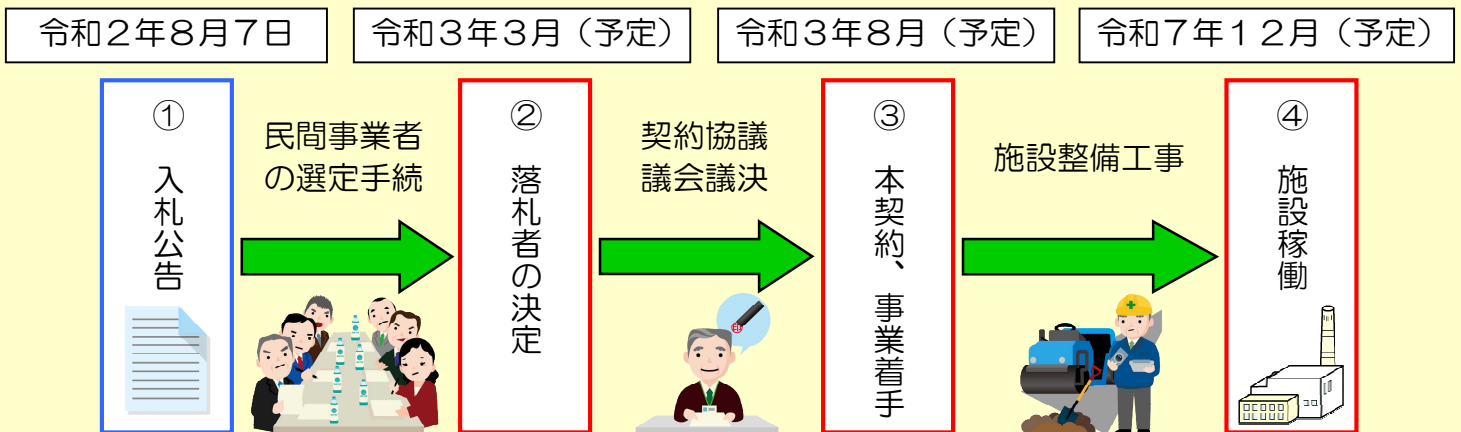 令和２年８月７日
令和３年３月（予定）
令和３年８月（予定）
令和７年１２月（予定）
①
入札公告
民間事業者
の選定手続
②
落札者の決定
契約協議
議会議決
③
本契約、事業着手
施設整備工事
④
施設稼働
印